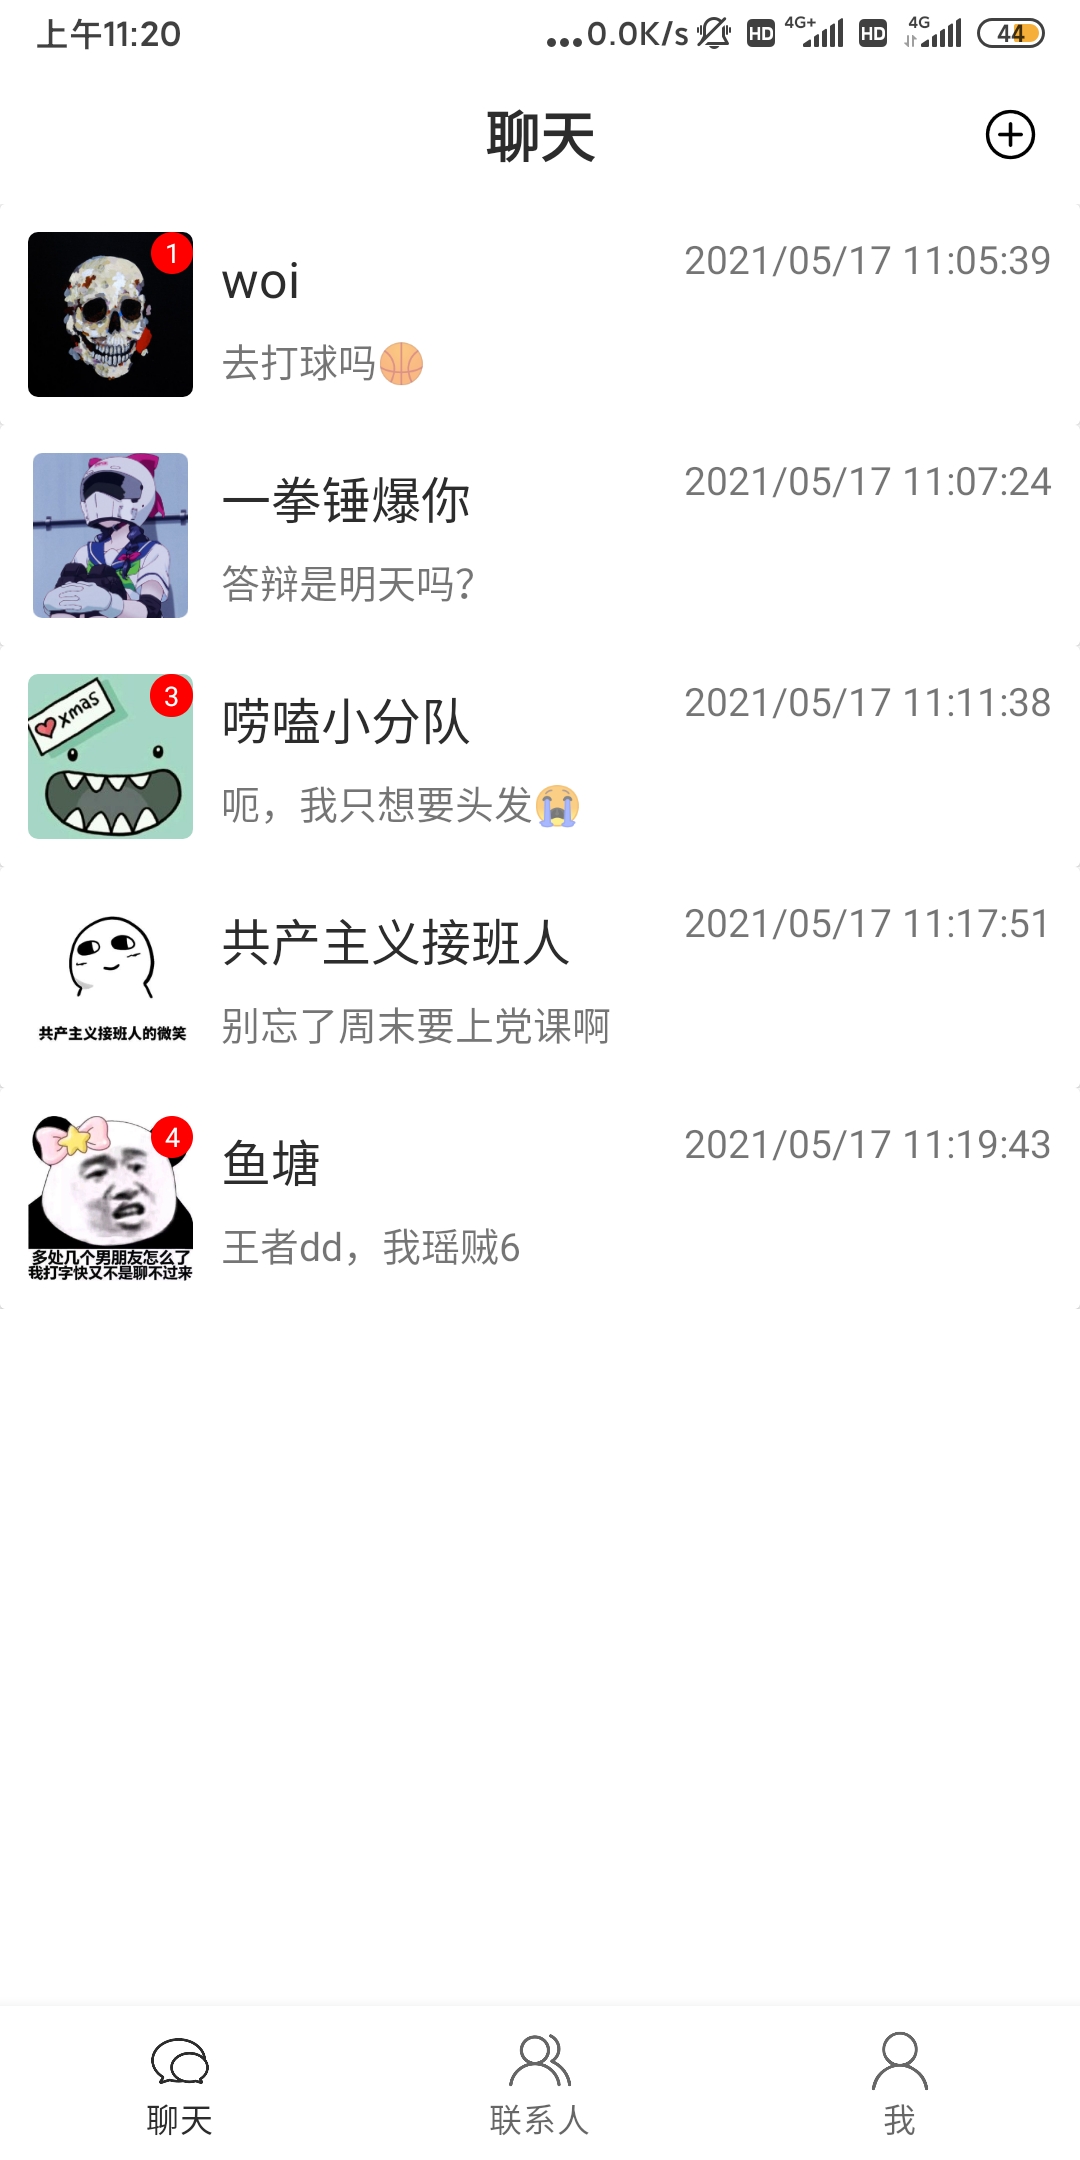 上午11:20
...0.0K/s HD 4G+ HD 4G 44
聊天
1
woi
2021/05/17 11:05:39
去打球吗🏀
一拳锤爆你
2021/05/17 11:07:24
答辩是明天吗?
xmas
3
唠嗑小分队
2021/05/17 11:11:38
呃，我只想要头发😭
共产主义接班人
2021/05/17 11:17:51
别忘了周末要上党课啊
共产主义接班人的微笑
4
鱼塘
2021/05/17 11:19:43
王者dd，我瑶贼6
多处几个男朋友怎么了
我打字快又不是聊不过来
聊天
联系人
我